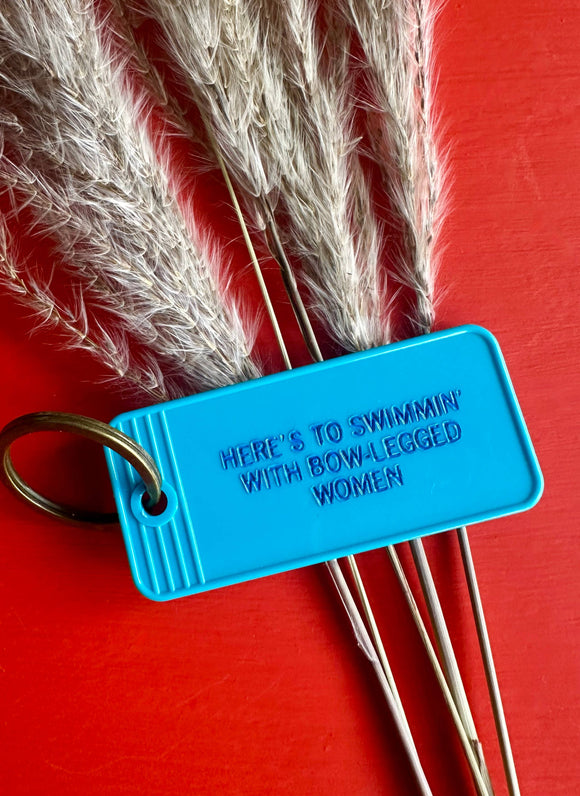 HERE'S TO SWIMMIN'
WITH BOW-LEGGED
WOMEN